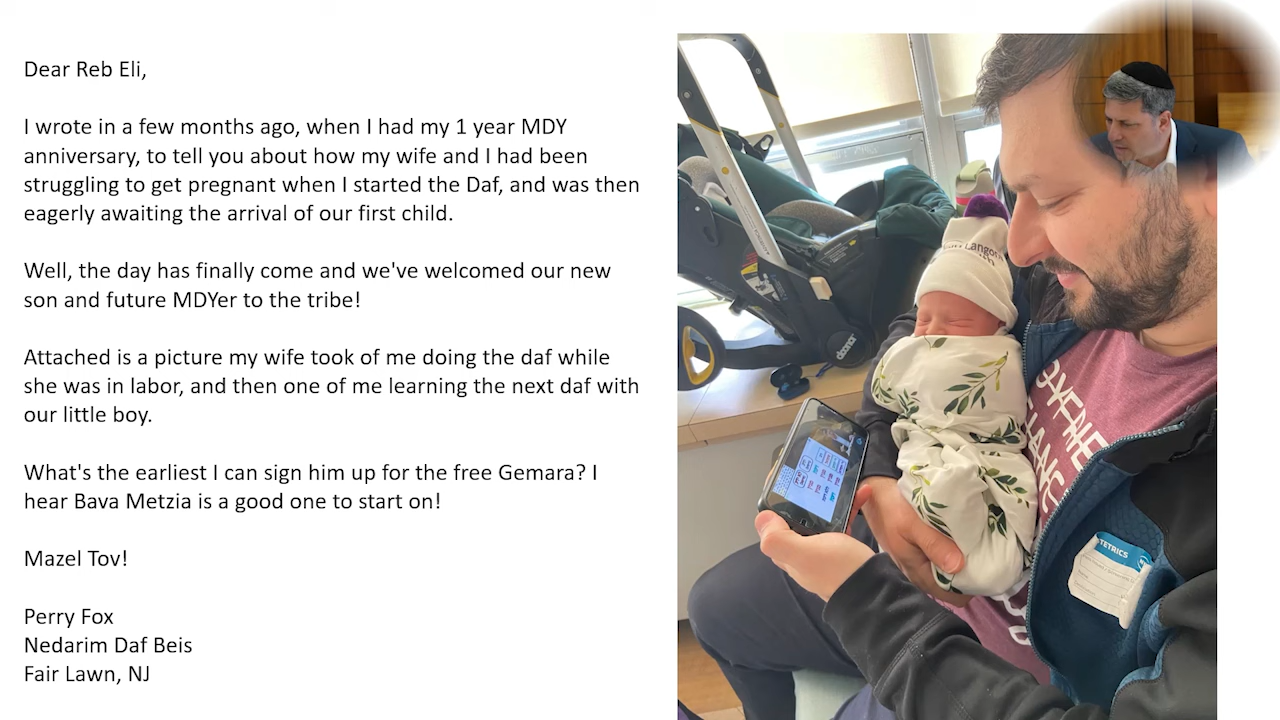 Dear Reb Eli,
I wrote in a few months ago, when I had my 1 year MDY
anniversary, to tell you about how my wife and I had been
struggling to get pregnant when I started the Daf, and was then
eagerly awaiting the arrival of our first child.
Well, the day has finally come and we've welcomed our new
son and future MDYer to the tribe!
Attached is a picture my wife took of me doing the daf while
she was in labor, and then one of me learning the next daf with
our little boy.
What's the earliest I can sign him up for the free Gemara? I
hear Bava Metzia is a good one to start on!
Mazel Tov!
Perry Fox
Nedarim Daf Beis
Fair Lawn, NJ
doona